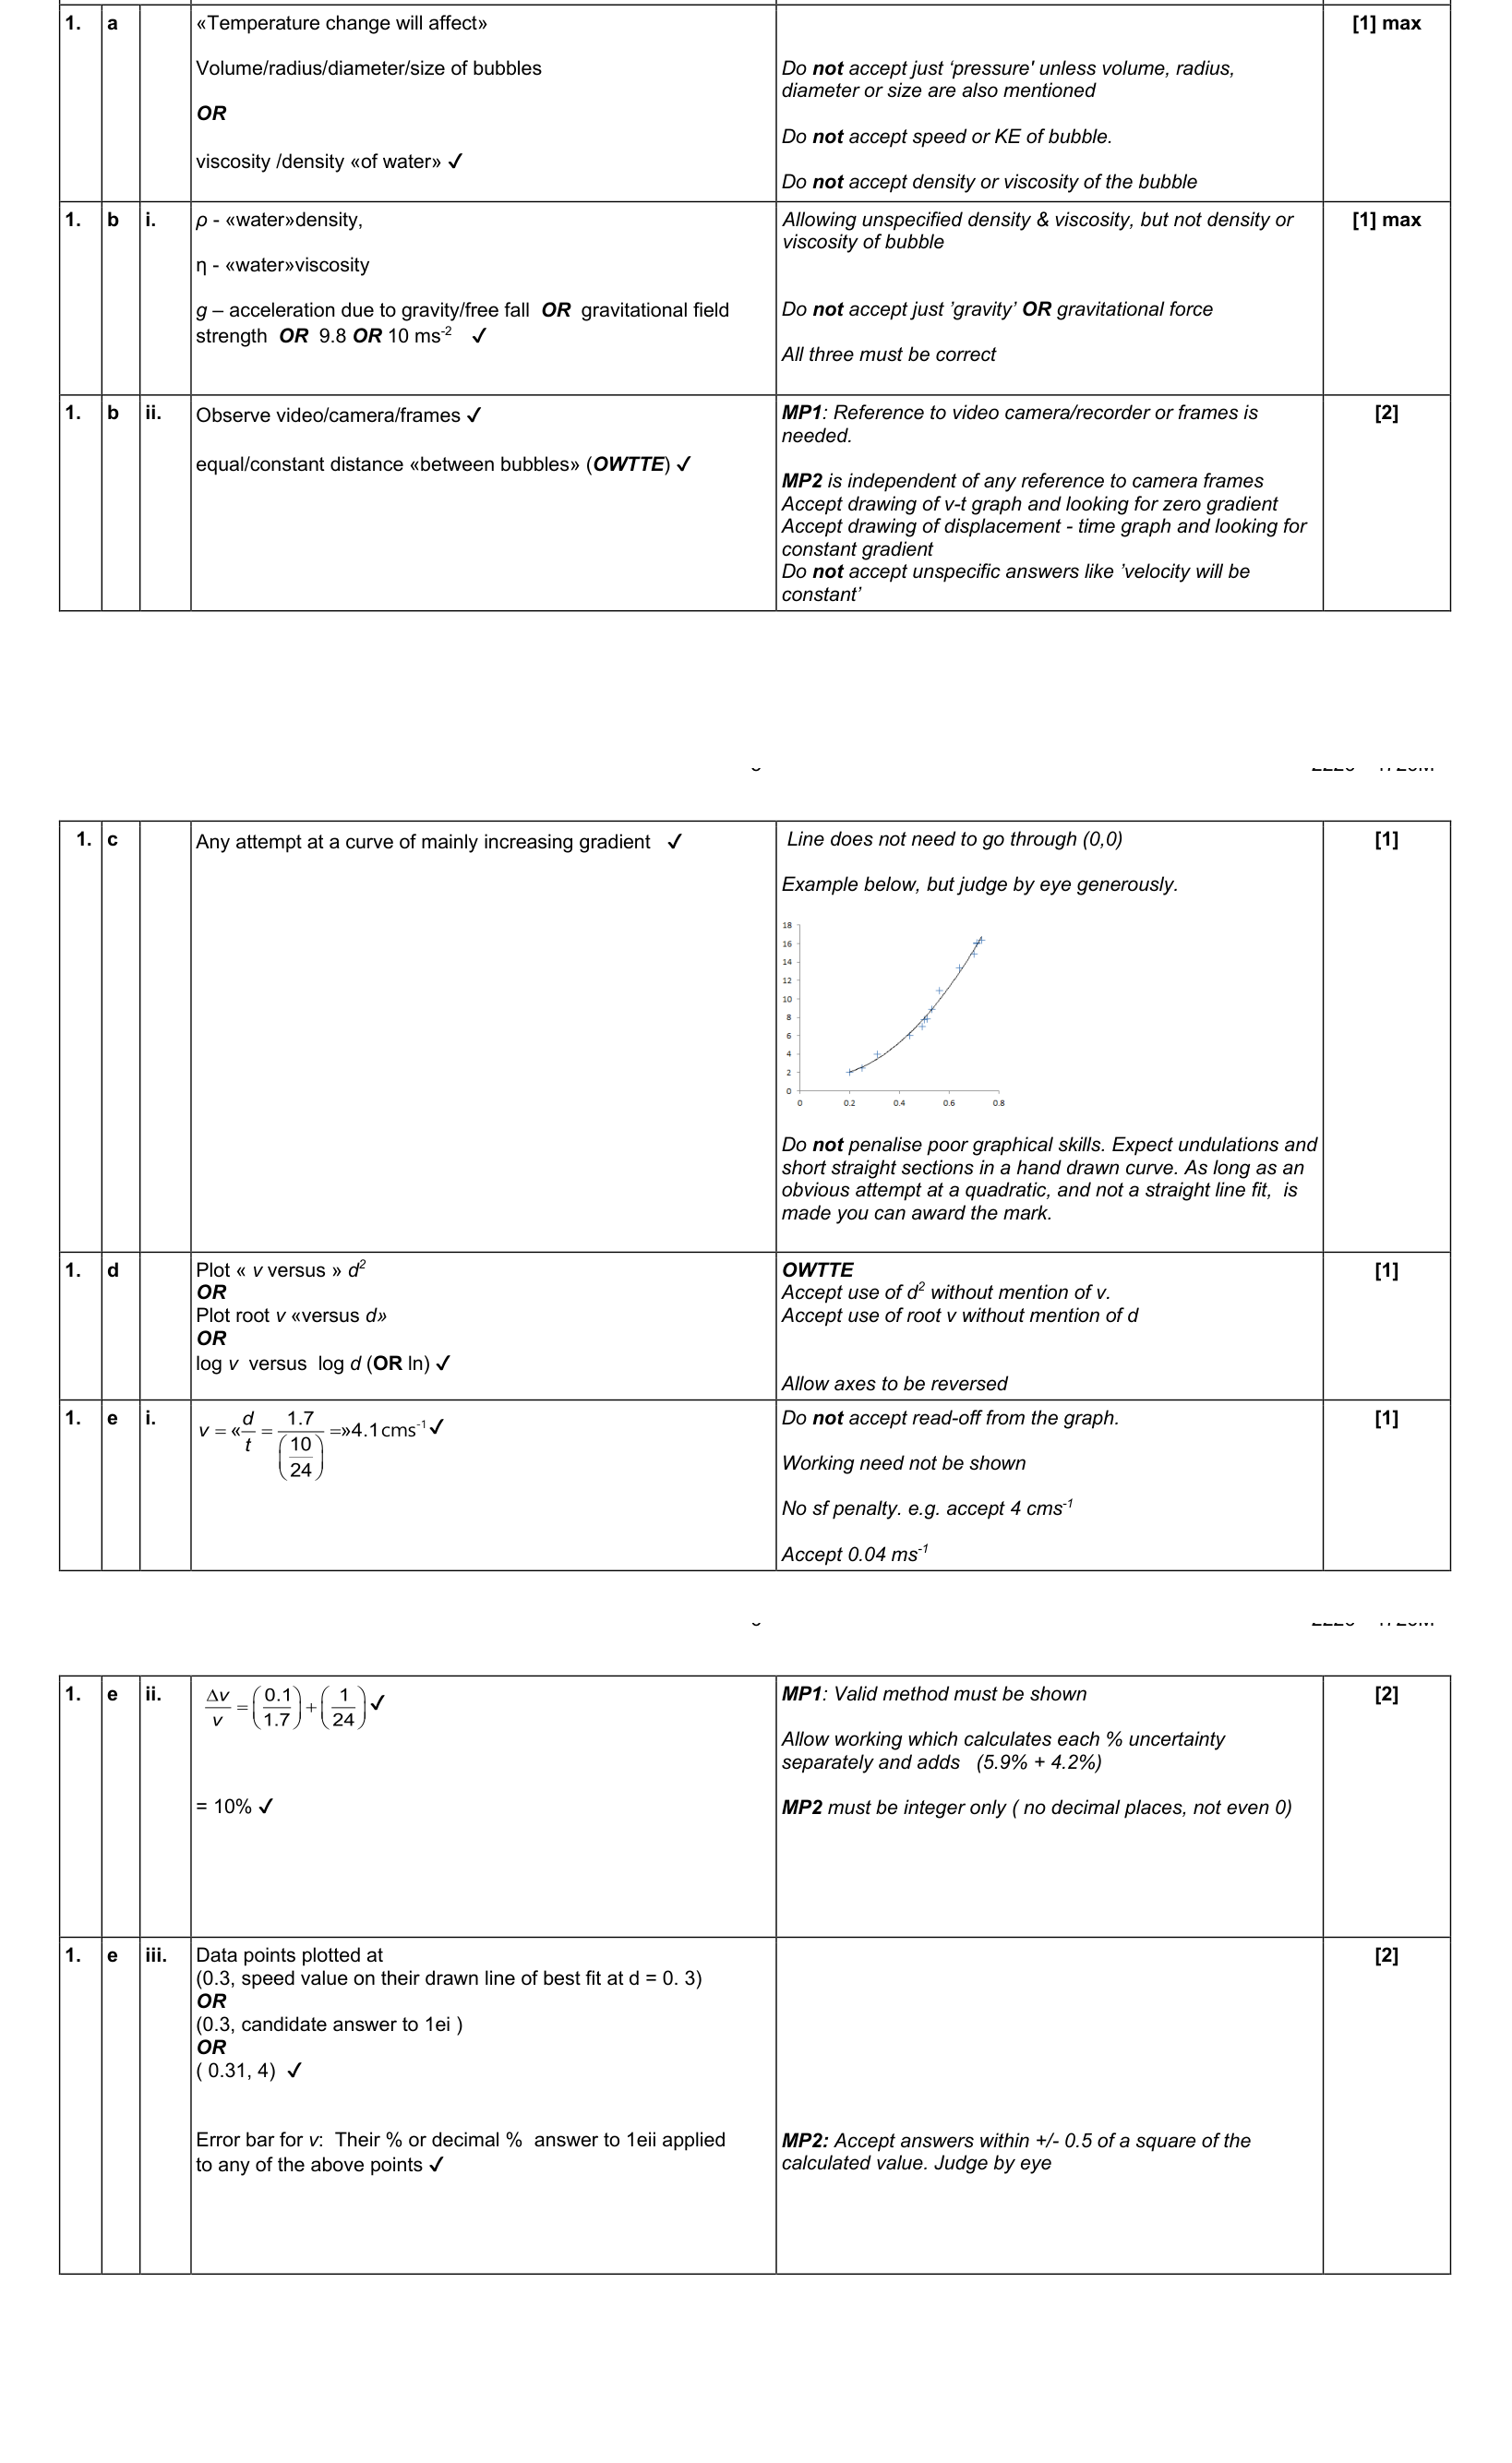 1. a «Temperature change will affect» [1] max
Volume/radius/diameter/size of bubbles
OR
viscosity /density «of water» ✓
Do not accept just ‘pressure' unless volume, radius,
diameter or size are also mentioned
Do not accept speed or KE of bubble.
Do not accept density or viscosity of the bubble
1. b i. ρ - «water»density,
η - «water»viscosity
g – acceleration due to gravity/free fall OR gravitational field
strength OR 9.8 OR 10 ms-2 ✓
Allowing unspecified density & viscosity, but not density or
viscosity of bubble
Do not accept just ’gravity’ OR gravitational force
All three must be correct
[1] max
1. b ii. Observe video/camera/frames ✓
equal/constant distance «between bubbles» (OWTTE) ✓
MP1: Reference to video camera/recorder or frames is
needed.
MP2 is independent of any reference to camera frames
Accept drawing of v-t graph and looking for zero gradient
Accept drawing of displacement - time graph and looking for
constant gradient
Do not accept unspecific answers like ’velocity will be
constant’
[2]
1. c Any attempt at a curve of mainly increasing gradient ✓
Line does not need to go through (0,0)
Example below, but judge by eye generously.
18
16
14
12
10
8
6
4
2
0
0 0.2 0.4 0.6 0.8
Do not penalise poor graphical skills. Expect undulations and
short straight sections in a hand drawn curve. As long as an
obvious attempt at a quadratic, and not a straight line fit, is
made you can award the mark.
[1]
1. d Plot « v versus » d2
OR
Plot root v «versus d»
OR
log v versus log d (OR ln) ✓
OWTTE
Accept use of d2 without mention of v.
Accept use of root v without mention of d
Allow axes to be reversed
[1]
1. e i. v = «d/t = 1.7/(10/24) =»4.1cms-1 ✓
Do not accept read-off from the graph.
Working need not be shown
No sf penalty. e.g. accept 4 cms-1
Accept 0.04 ms-1
[1]
1. e ii. Δv/v = (0.1/1.7) + (1/24) ✓
= 10% ✓
MP1: Valid method must be shown
Allow working which calculates each % uncertainty
separately and adds (5.9% + 4.2%)
MP2 must be integer only ( no decimal places, not even 0)
[2]
1. e iii. Data points plotted at
(0.3, speed value on their drawn line of best fit at d = 0. 3)
OR
(0.3, candidate answer to 1ei )
OR
( 0.31, 4) ✓
Error bar for v: Their % or decimal % answer to 1eii applied
to any of the above points ✓
MP2: Accept answers within +/- 0.5 of a square of the
calculated value. Judge by eye
[2]